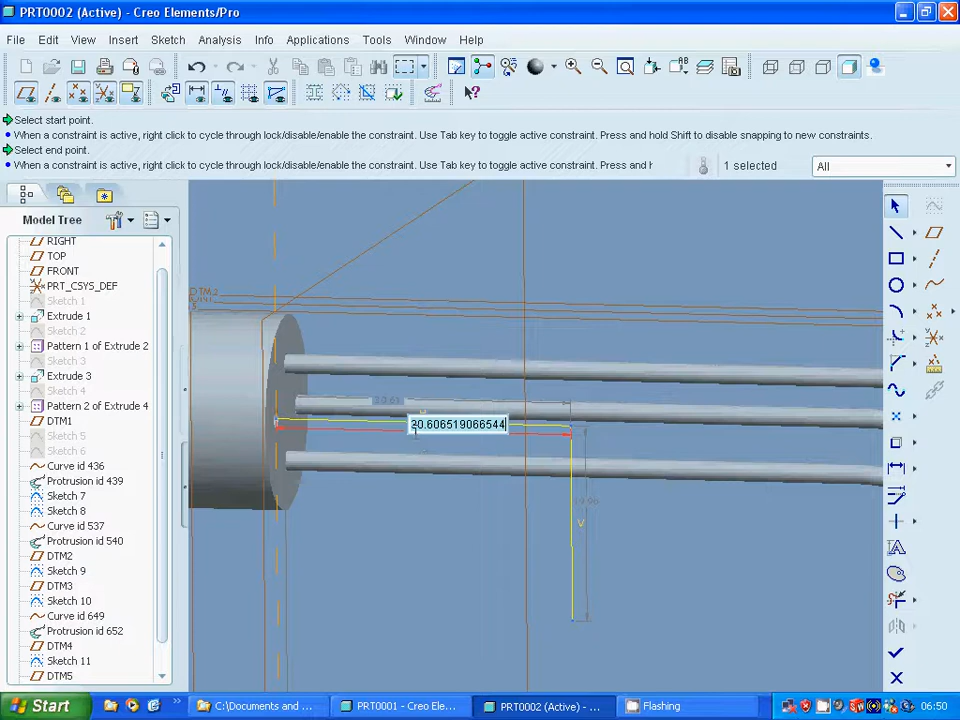 PRT0002 (Active) - Creo Elements/Pro
File Edit View Insert Sketch Analysis Info Applications Tools Window Help
Select start point.
When a constraint is active, right click to cycle through lock/disable/enable the constraint. Use Tab key to toggle active constraint. Press and hold Shift to disable snapping to new constraints.
Select end point.
When a constraint is active, right click to cycle through lock/disable/enable the constraint. Use Tab key to toggle active constraint. Press and h
1 selected
All
Model Tree
RIGHT
TOP
FRONT
PRT_CSYS_DEF
Sketch 1
Extrude 1
Sketch 2
Pattern 1 of Extrude 2
Sketch 3
Extrude 3
Sketch 4
Pattern 2 of Extrude 4
DTM1
Sketch 5
Sketch 6
Curve id 436
Protrusion id 439
Sketch 7
Sketch 8
Curve id 537
Protrusion id 540
DTM2
Sketch 9
DTM3
Sketch 10
Curve id 649
Protrusion id 652
DTM4
Sketch 11
DTM5
DTM2
20.606519066544
V
Start
C:\Documents and ...
PRT0001 - Creo Ele...
PRT0002 (Active) - ...
Flashing
06:50